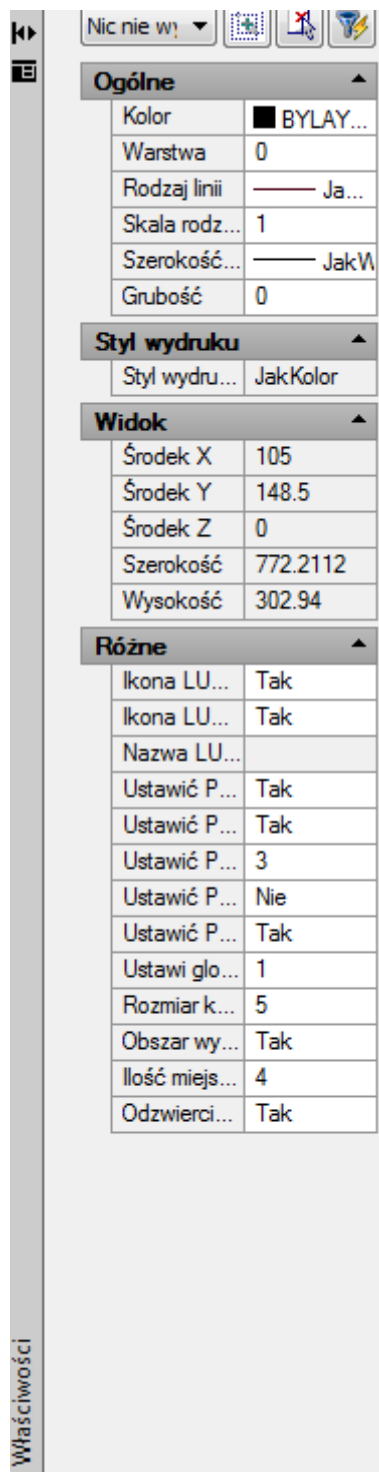 Nic nie wy
Ogólne
Kolor BYLAY...
Warstwa 0
Rodzaj linii Ja...
Skala rodz... 1
Szerokość... JakW
Grubość 0
Styl wydruku
Styl wydru... JakKolor
Widok
Środek X 105
Środek Y 148.5
Środek Z 0
Szerokość 772.2112
Wysokość 302.94
Różne
Ikona LU... Tak
Ikona LU... Tak
Nazwa LU...
Ustawić P... Tak
Ustawić P... Tak
Ustawić P... 3
Ustawić P... Nie
Ustawić P... Tak
Ustawi glo... 1
Rozmiar k... 5
Obszar wy... Tak
Ilość miejs... 4
Odzwierci... Tak
Właściwości